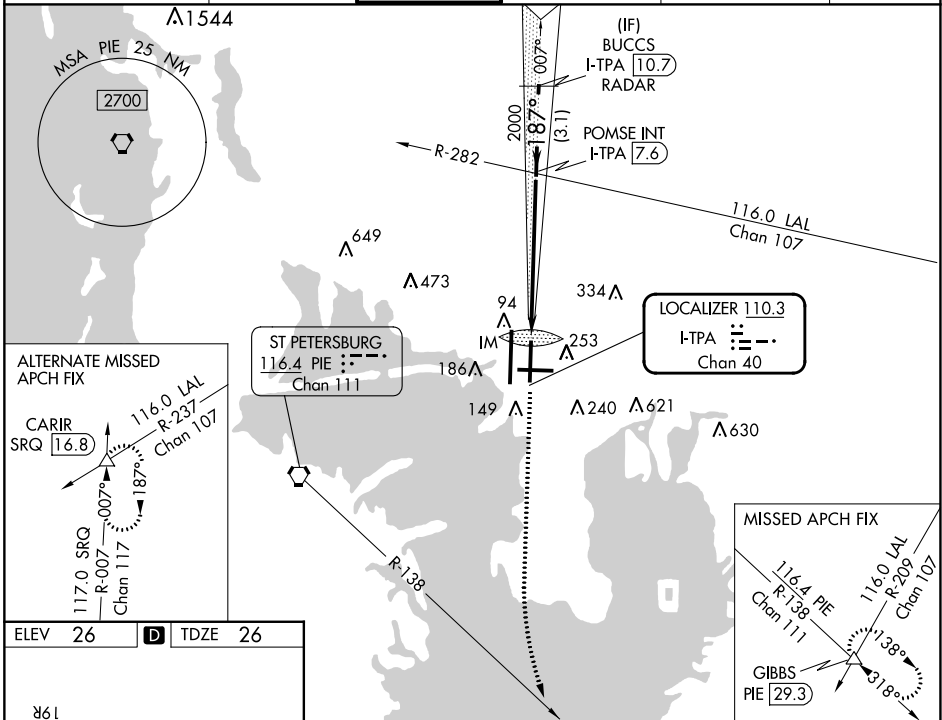 1544
MSA PIE 25 NM
2700
(IF)
BUCCS
I-TPA 10.7
RADAR
007°
2000
187°
(3.1)
POMSE INT
I-TPA 7.6
R-282
116.0 LAL
Chan 107
649
473
94
334
IM
253
186
149
240
621
630
LOCALIZER 110.3
I-TPA
Chan 40
ST PETERSBURG
116.4 PIE
Chan 111
R-138
ALTERNATE MISSED
APCH FIX
CARIR
SRQ 16.8
116.0 LAL
R-237
Chan 107
007°
187°
117.0 SRQ
R-007
Chan 117
MISSED APCH FIX
116.4 PIE
R-138
Chan 111
116.0 LAL
R-209
Chan 107
138°
318°
GIBBS
PIE 29.3
ELEV 26 D TDZE 26
19R